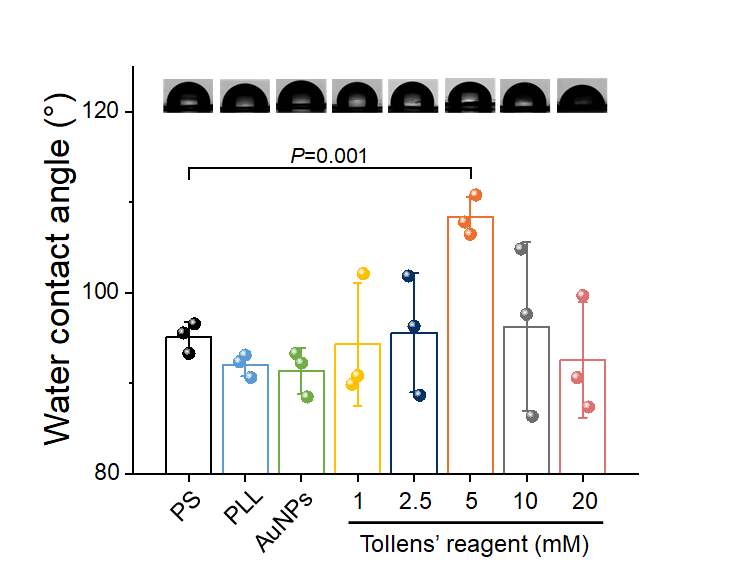 Water contact angle (°)
120
100
80
P=0.001
PS
PLL
AuNPs
1
2.5
5
10
20
Tollens’ reagent (mM)